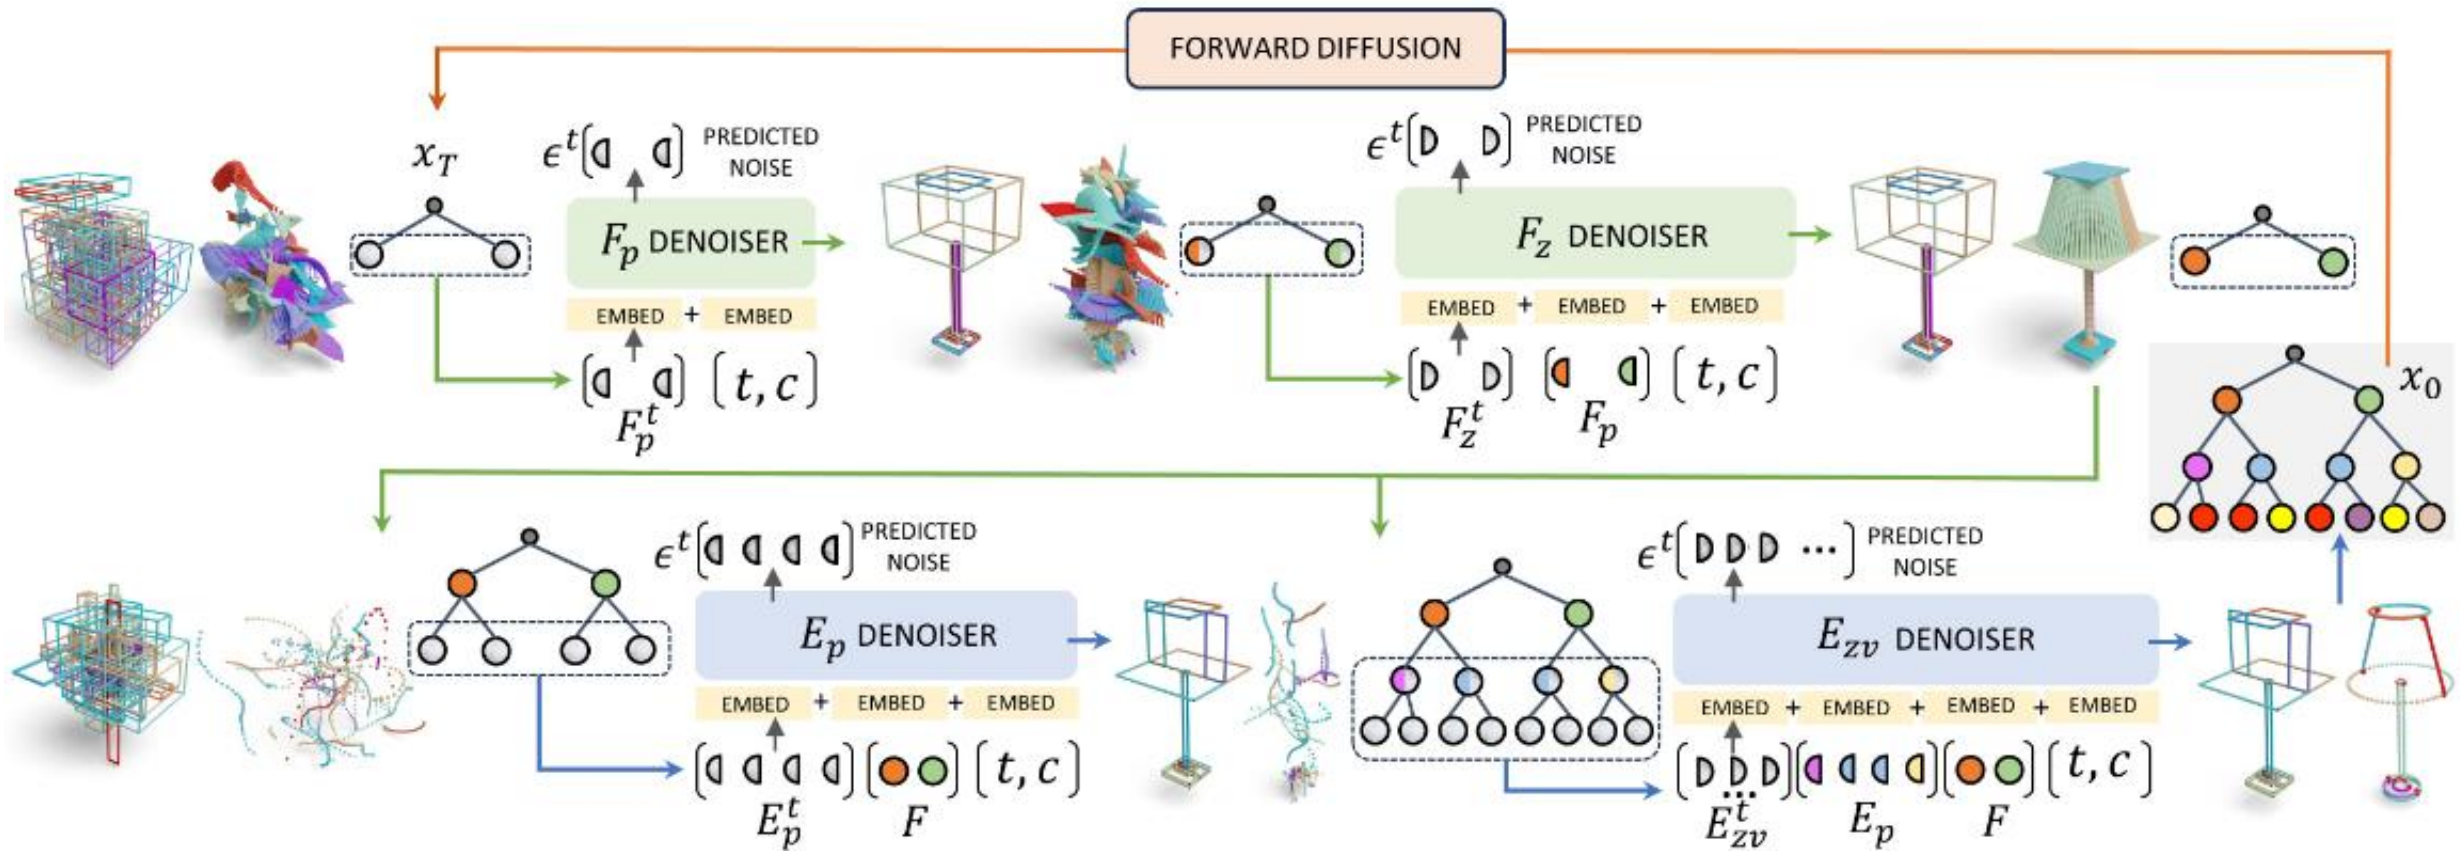 FORWARD DIFFUSION
x_T
ϵ^t
PREDICTED
NOISE
F_p DENOISER
EMBED + EMBED
[t, c]
F_p^t
ϵ^t
PREDICTED
NOISE
F_z DENOISER
EMBED + EMBED + EMBED
[t, c]
F_z^t F_p
x_0
ϵ^t
PREDICTED
NOISE
E_p DENOISER
EMBED + EMBED + EMBED
[t, c]
E_p^t F
ϵ^t ...
PREDICTED
NOISE
E_zv DENOISER
EMBED + EMBED + EMBED + EMBED
... [t, c]
E_zv^t E_p F